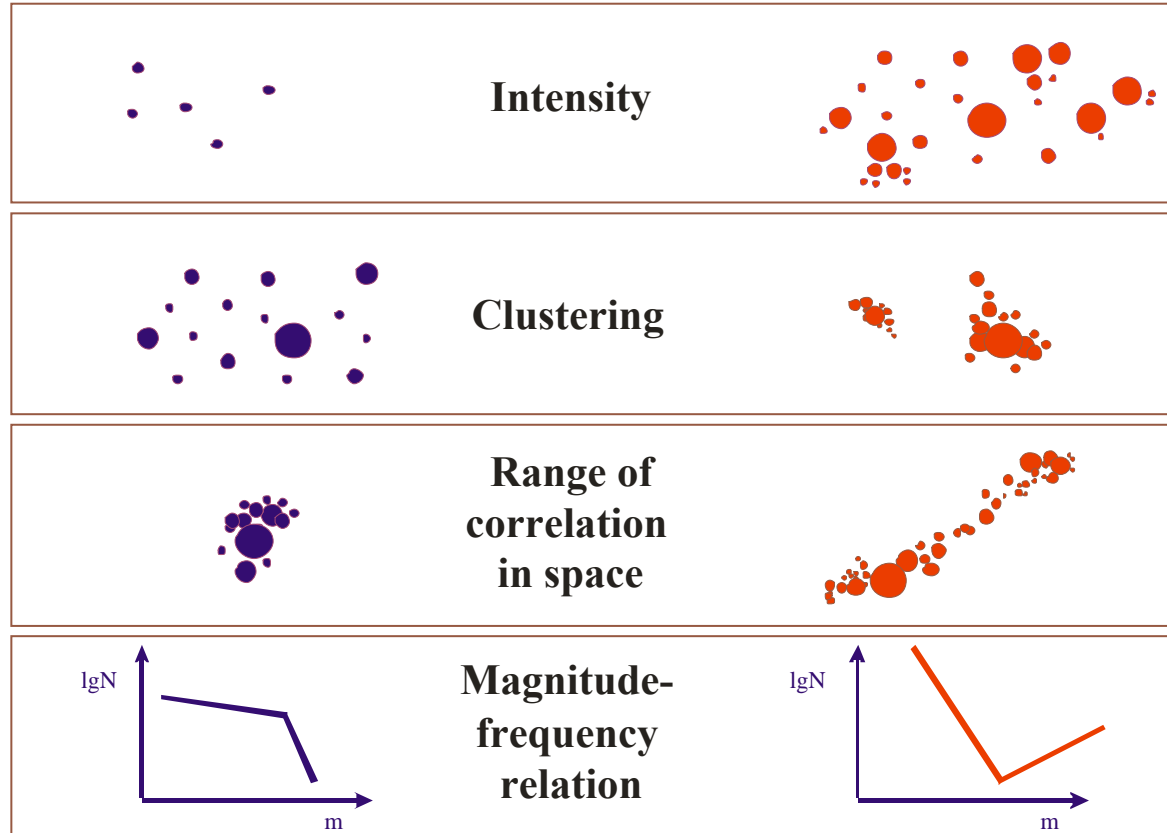 Intensity
Clustering
Range of
correlation
in space
lgN
Magnitude-
frequency
relation
m
lgN
m